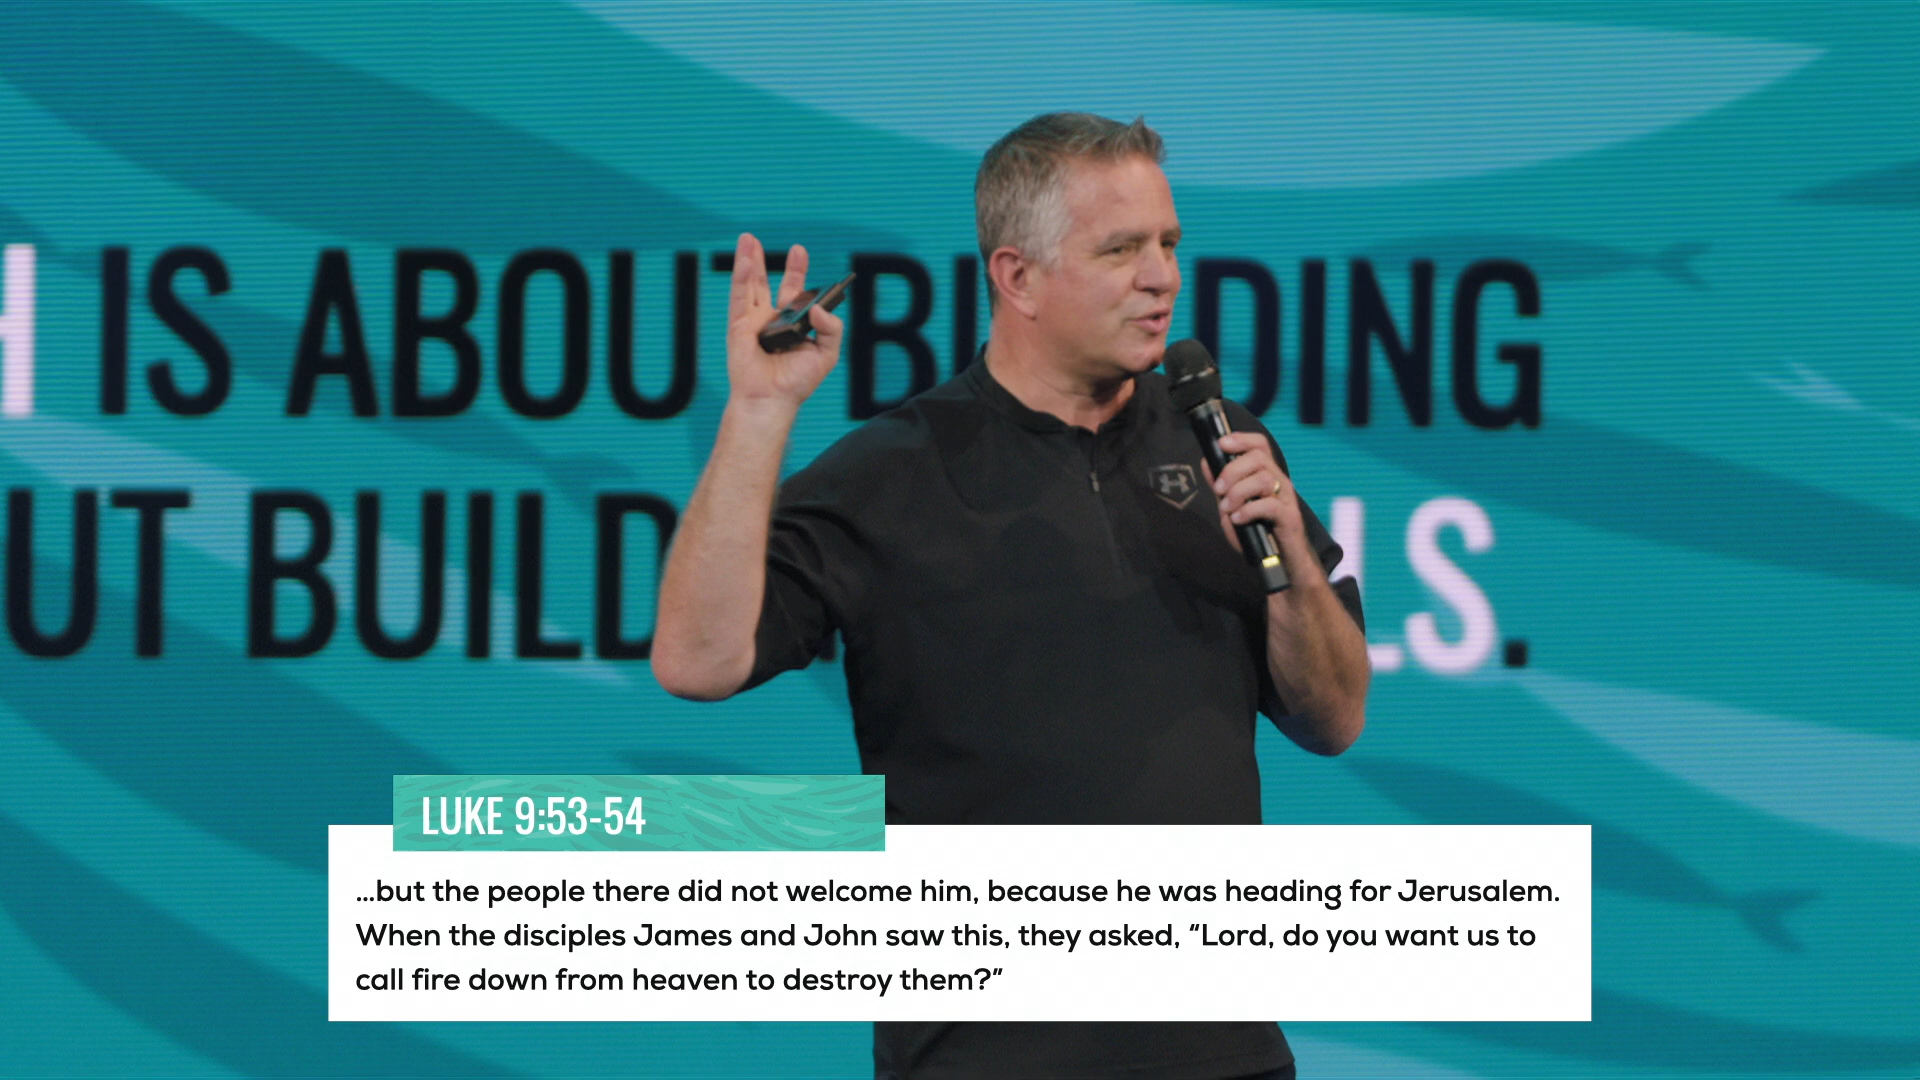 IS ABOUT BUILDING
BUILD
LUKE 9:53-54
...but the people there did not welcome him, because he was heading for Jerusalem.
When the disciples James and John saw this, they asked, “Lord, do you want us to
call fire down from heaven to destroy them?”